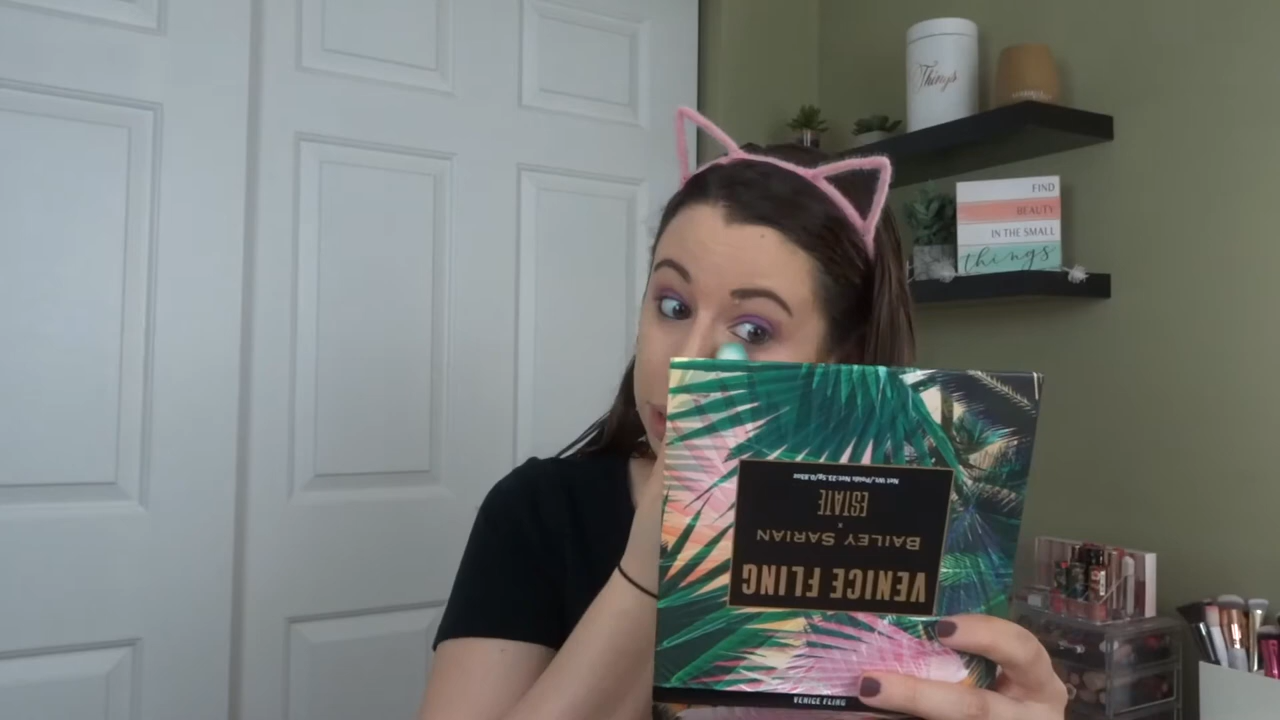 Things
FIND
BEAUTY
IN THE SMALL
things
VENICE FLING
BAILEY SARIAN
x
ESTATE
Net Wt./Poids Net:23.5g/0.83oz
VENICE FLING